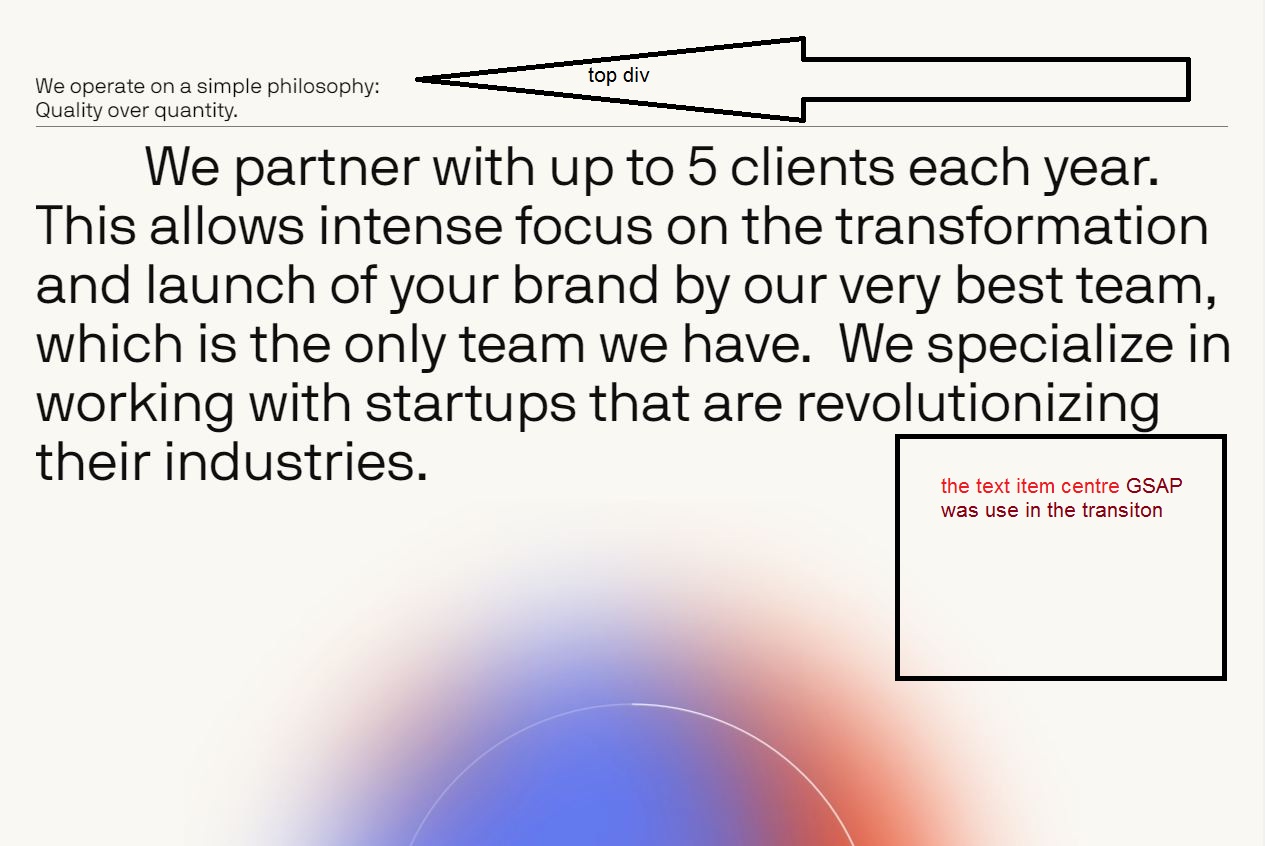 top div
We operate on a simple philosophy:
Quality over quantity.
We partner with up to 5 clients each year.
This allows intense focus on the transformation
and launch of your brand by our very best team,
which is the only team we have.  We specialize in
working with startups that are revolutionizing
their industries.
the text item centre GSAP
was use in the transiton